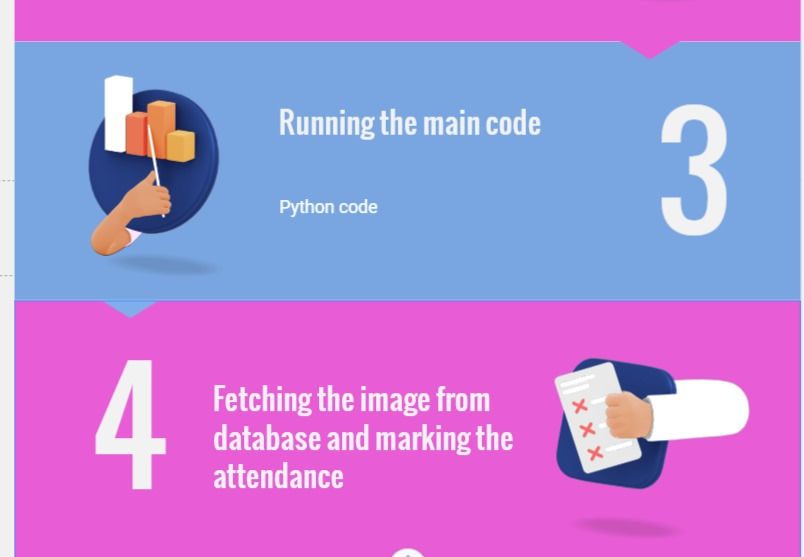 Running the main code
3
Python code
4
Fetching the image from
database and marking the
attendance